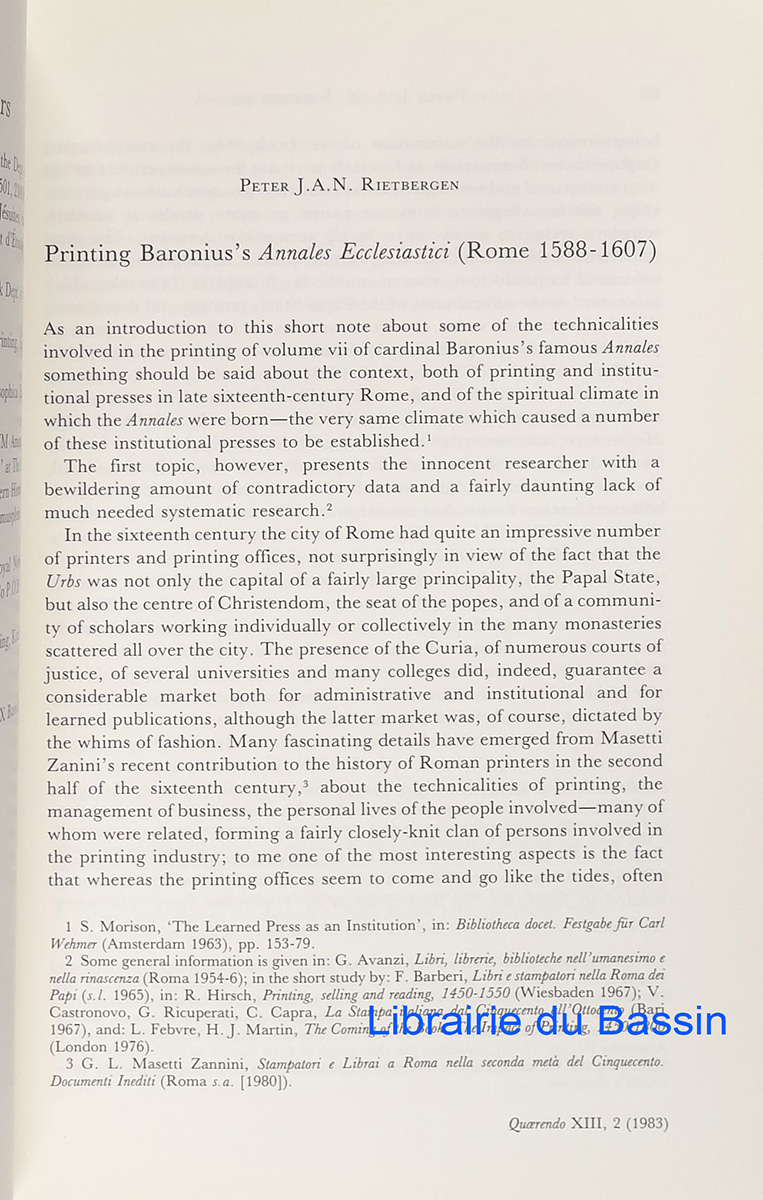 PETER J.A.N. RIETBERGEN
Printing Baronius's Annales Ecclesiastici (Rome 1588-1607)
As an introduction to this short note about some of the technicalities
involved in the printing of volume vii of cardinal Baronius's famous Annales
something should be said about the context, both of printing and institu-
tional presses in late sixteenth-century Rome, and of the spiritual climate in
which the Annales were born—the very same climate which caused a number
of these institutional presses to be established.¹
The first topic, however, presents the innocent researcher with a
bewildering amount of contradictory data and a fairly daunting lack of
much needed systematic research.²
In the sixteenth century the city of Rome had quite an impressive number
of printers and printing offices, not surprisingly in view of the fact that the
Urbs was not only the capital of a fairly large principality, the Papal State,
but also the centre of Christendom, the seat of the popes, and of a communi-
ty of scholars working individually or collectively in the many monasteries
scattered all over the city. The presence of the Curia, of numerous courts of
justice, of several universities and many colleges did, indeed, guarantee a
considerable market both for administrative and institutional and for
learned publications, although the latter market was, of course, dictated by
the whims of fashion. Many fascinating details have emerged from Masetti
Zanini's recent contribution to the history of Roman printers in the second
half of the sixteenth century,³ about the technicalities of printing, the
management of business, the personal lives of the people involved—many of
whom were related, forming a fairly closely-knit clan of persons involved in
the printing industry; to me one of the most interesting aspects is the fact
that whereas the printing offices seem to come and go like the tides, often
1 S. Morison, 'The Learned Press as an Institution', in: Bibliotheca docet. Festgabe für Carl
Wehmer (Amsterdam 1963), pp. 153-79.
2 Some general information is given in: G. Avanzi, Libri, librerie, biblioteche nell'umanesimo e
nella rinascenza (Roma 1954-6); in the short study by: F. Barberi, Libri e stampatori nella Roma dei
Papi (s.l. 1965), in: R. Hirsch, Printing, selling and reading, 1450-1550 (Wiesbaden 1967); V.
Castronovo, G. Ricuperati, C. Capra, La Stampa italiana dal Cinquecento all'Ottocento (Bari
1967), and: L. Febvre, H. J. Martin, The Coming of the Book. The Impact of Printing,
(London 1976).
3 G. L. Masetti Zannini, Stampatori e Librai a Roma nella seconda metà del Cinquecento.
Documenti Inediti (Roma s.a. [1980]).
Librairie du Bassin
Quærendo XIII, 2 (1983)